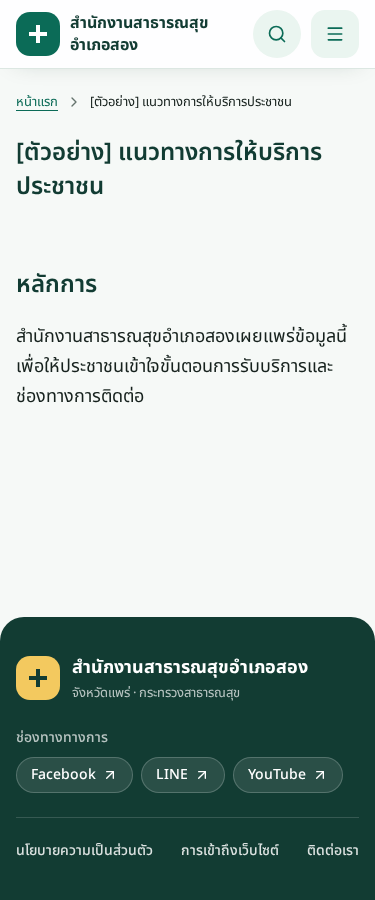 สำนักงานสาธารณสุข
อำเภอสอง
หน้าแรก
[ตัวอย่าง] แนวทางการให้บริการประชาชน
[ตัวอย่าง] แนวทางการให้บริการ
ประชาชน
หลักการ
สำนักงานสาธารณสุขอำเภอสองเผยแพร่ข้อมูลนี้
เพื่อให้ประชาชนเข้าใจขั้นตอนการรับบริการและ
ช่องทางการติดต่อ
สำนักงานสาธารณสุขอำเภอสอง
จังหวัดแพร่ · กระทรวงสาธารณสุข
ช่องทางทางการ
Facebook LINE YouTube
นโยบายความเป็นส่วนตัว การเข้าถึงเว็บไซต์ ติดต่อเรา